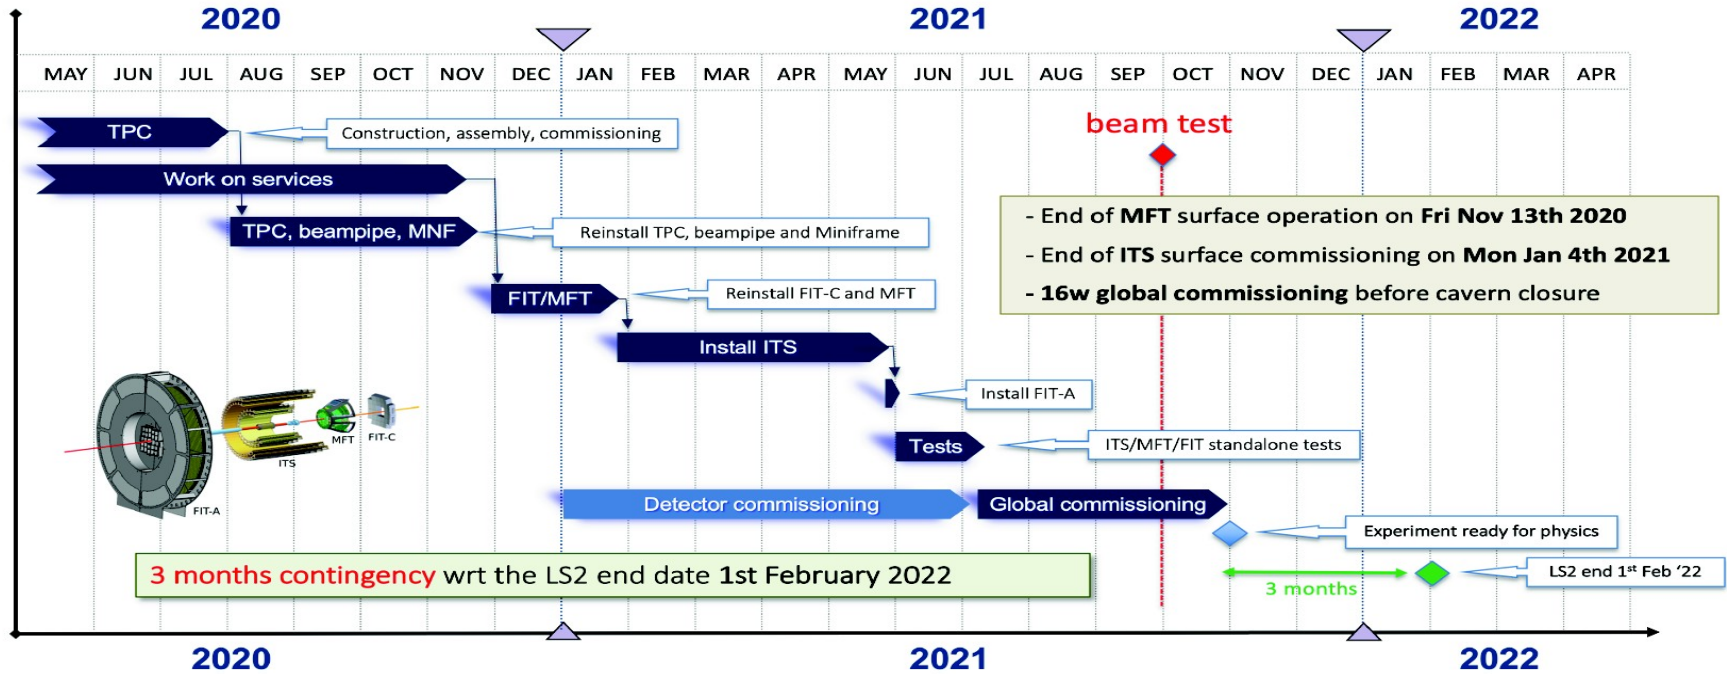 2020 2021 2022
MAY JUN JUL AUG SEP OCT NOV DEC JAN FEB MAR APR MAY JUN JUL AUG SEP OCT NOV DEC JAN FEB MAR APR
TPC
Construction, assembly, commissioning
beam test
Work on services
TPC, beampipe, MNF
Reinstall TPC, beampipe and Miniframe
- End of MFT surface operation on Fri Nov 13th 2020
- End of ITS surface commissioning on Mon Jan 4th 2021
- 16w global commissioning before cavern closure
FIT/MFT
Reinstall FIT-C and MFT
Install ITS
Install FIT-A
Tests
ITS/MFT/FIT standalone tests
FIT-A
ITS
MFT
FIT-C
Detector commissioning
Global commissioning
Experiment ready for physics
3 months contingency wrt the LS2 end date 1st February 2022
3 months
LS2 end 1st Feb ‘22
2020 2021 2022